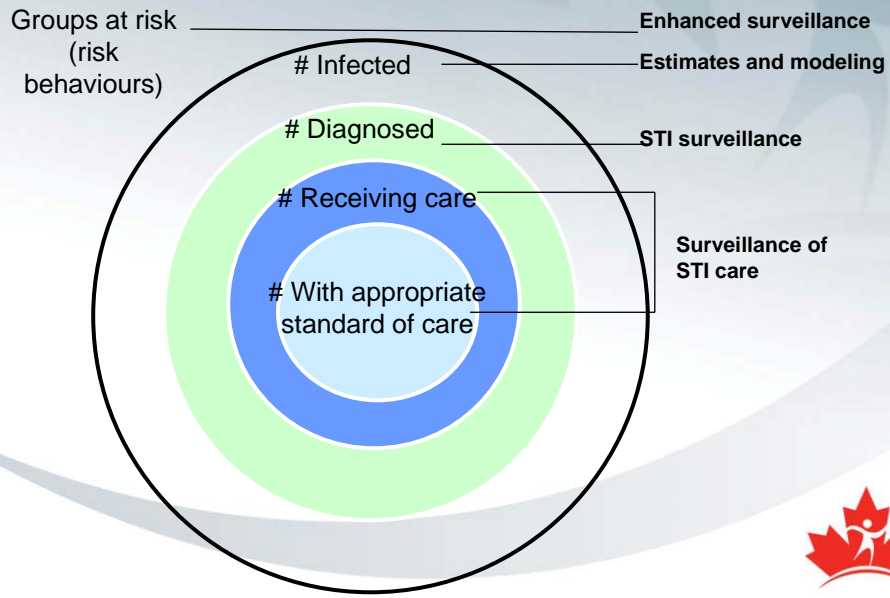 Groups at risk
(risk
behaviours)
Enhanced surveillance
# Infected
Estimates and modeling
# Diagnosed
STI surveillance
# Receiving care
Surveillance of
STI care
# With appropriate
standard of care